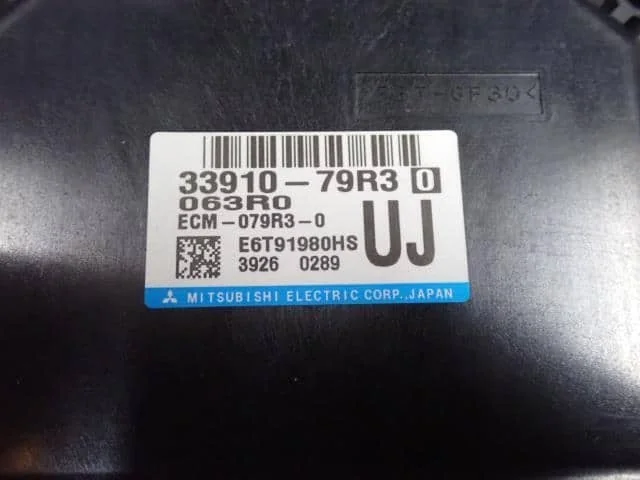 33910-79R3 0
063R0
ECM-079R3-0
UJ
E6T91980HS
3926 0289
MITSUBISHI ELECTRIC CORP.,JAPAN